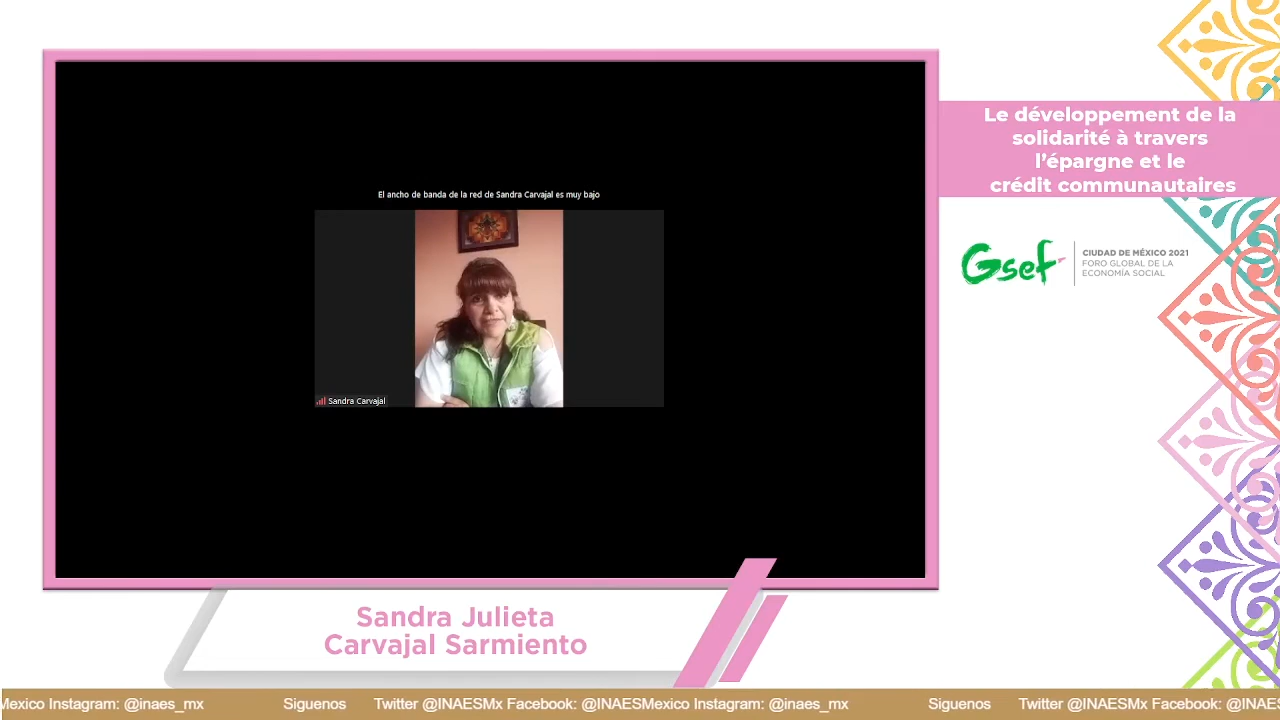 Le développement de la
solidarité à travers
l'épargne et le
crédit communautaires
El ancho de banda de la red de Sandra Carvajal es muy bajo
Gsef
CIUDAD DE MÉXICO 2021
FORO GLOBAL DE LA
ECONOMÍA SOCIAL
Sandra Carvajal
Sandra Julieta
Carvajal Sarmiento
Mexico Instagram: @inaes_mx Siguenos Twitter @INAESMx Facebook: @INAESMexico Instagram: @inaes_mx Siguenos Twitter @INAESMx Facebook: @INAES